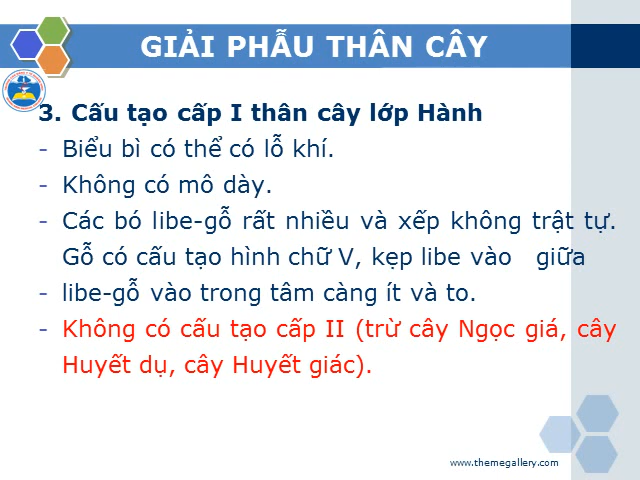 GIẢI PHẪU THÂN CÂY
3. Cấu tạo cấp I thân cây lớp Hành
- Biểu bì có thể có lỗ khí.
- Không có mô dày.
- Các bó libe-gỗ rất nhiều và xếp không trật tự.
Gỗ có cấu tạo hình chữ V, kẹp libe vào giữa
- libe-gỗ vào trong tâm càng ít và to.
- Không có cấu tạo cấp II (trừ cây Ngọc giá, cây
Huyết dụ, cây Huyết giác).
www.themegallery.com